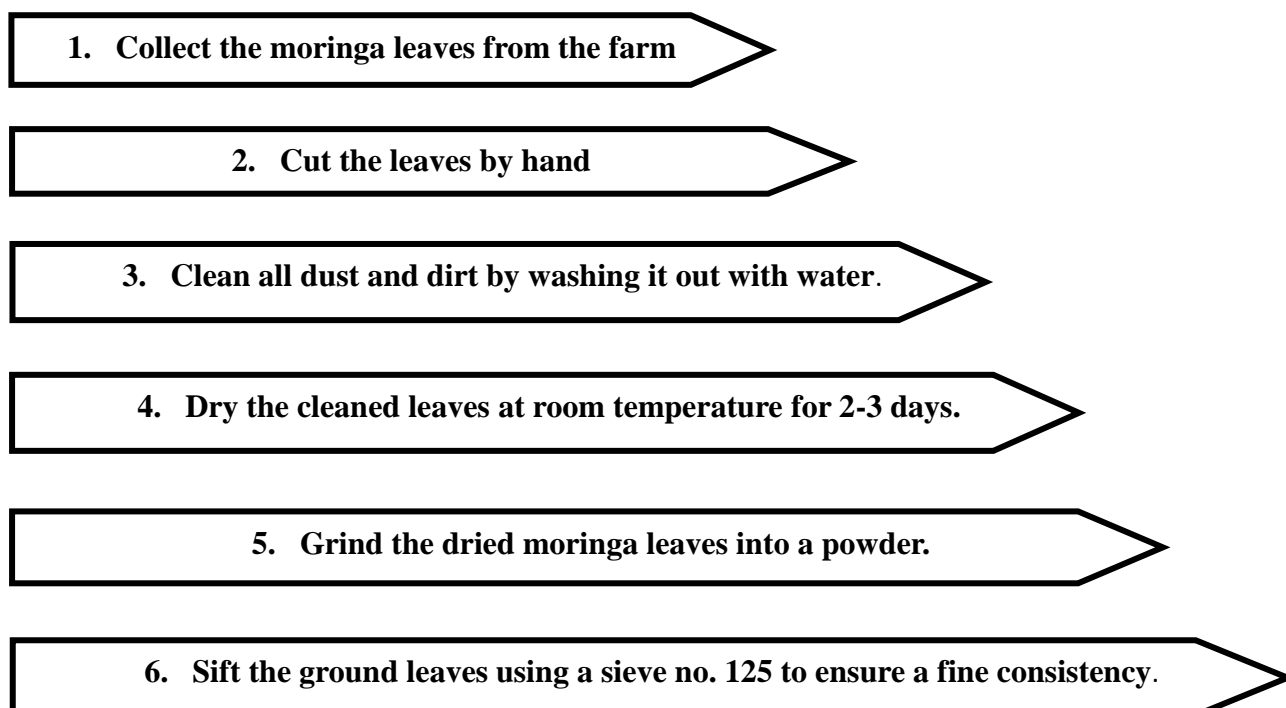 1. Collect the moringa leaves from the farm
2. Cut the leaves by hand
3. Clean all dust and dirt by washing it out with water.
4. Dry the cleaned leaves at room temperature for 2-3 days.
5. Grind the dried moringa leaves into a powder.
6. Sift the ground leaves using a sieve no. 125 to ensure a fine consistency.